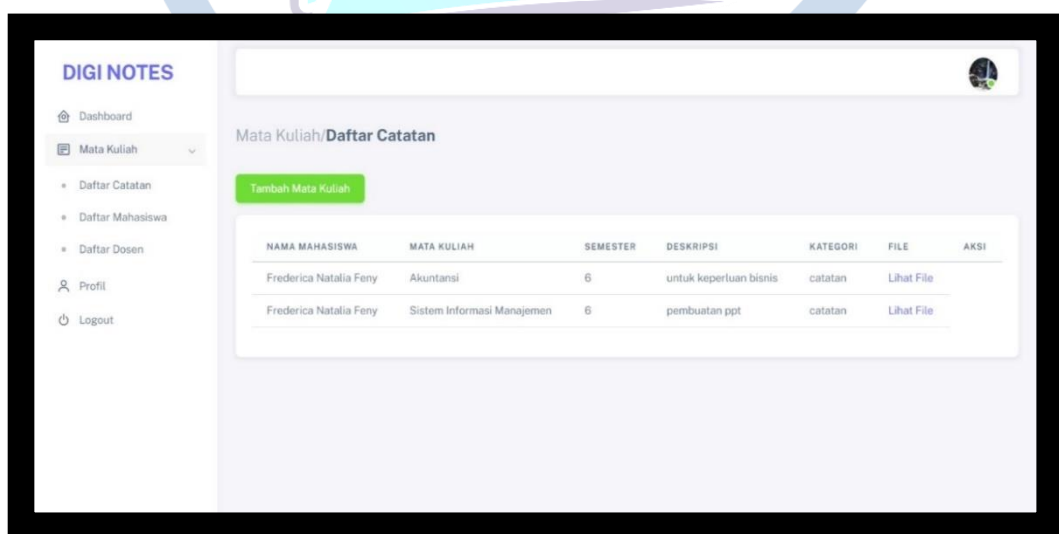 DIGI NOTES
Dashboard
Mata Kuliah
Daftar Catatan
Daftar Mahasiswa
Daftar Dosen
Profil
Logout
Mata Kuliah/Daftar Catatan
Tambah Mata Kuliah
NAMA MAHASISWA MATA KULIAH SEMESTER DESKRIPSI KATEGORI FILE AKSI
Frederica Natalia Feny Akuntansi 6 untuk keperluan bisnis catatan Lihat File
Frederica Natalia Feny Sistem Informasi Manajemen 6 pembuatan ppt catatan Lihat File